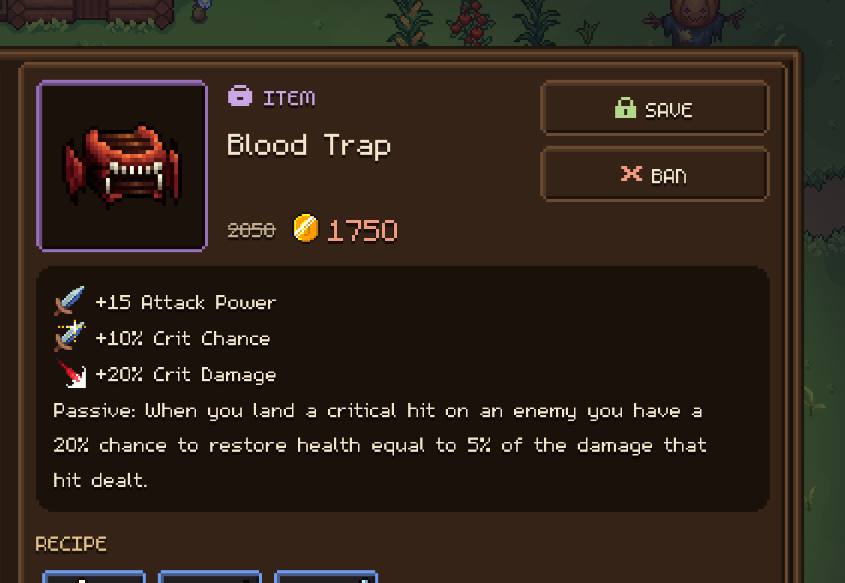 ITEM
SAVE
Blood Trap
BAN
2050 1750
+15 Attack Power
+10% Crit Chance
+20% Crit Damage
Passive: When you land a critical hit on an enemy you have a
20% chance to restore health equal to 5% of the damage that
hit dealt.
RECIPE